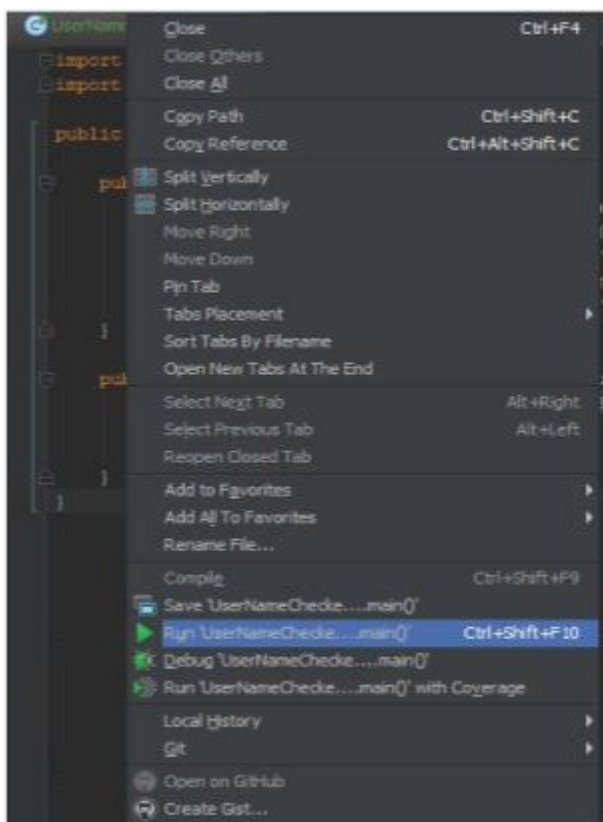 UserName
import
import
public
pub
}
pub
}
}
Close Ctrl+F4
Close Others
Close All
Copy Path Ctrl+Shift+C
Copy Reference Ctrl+Alt+Shift+C
Split Vertically
Split Horizontally
Move Right
Move Down
Pin Tab
Tabs Placement
Sort Tabs By Filename
Open New Tabs At The End
Select Next Tab Alt+Right
Select Previous Tab Alt+Left
Reopen Closed Tab
Add to Favorites
Add All To Favorites
Rename File...
Compile Ctrl+Shift+F9
Save 'UserNameChecke....main()'
Run 'UserNameChecke....main()' Ctrl+Shift+F10
Debug 'UserNameChecke....main()'
Run 'UserNameChecke....main()' with Coverage
Local History
Git
Open on GitHub
Create Gist...